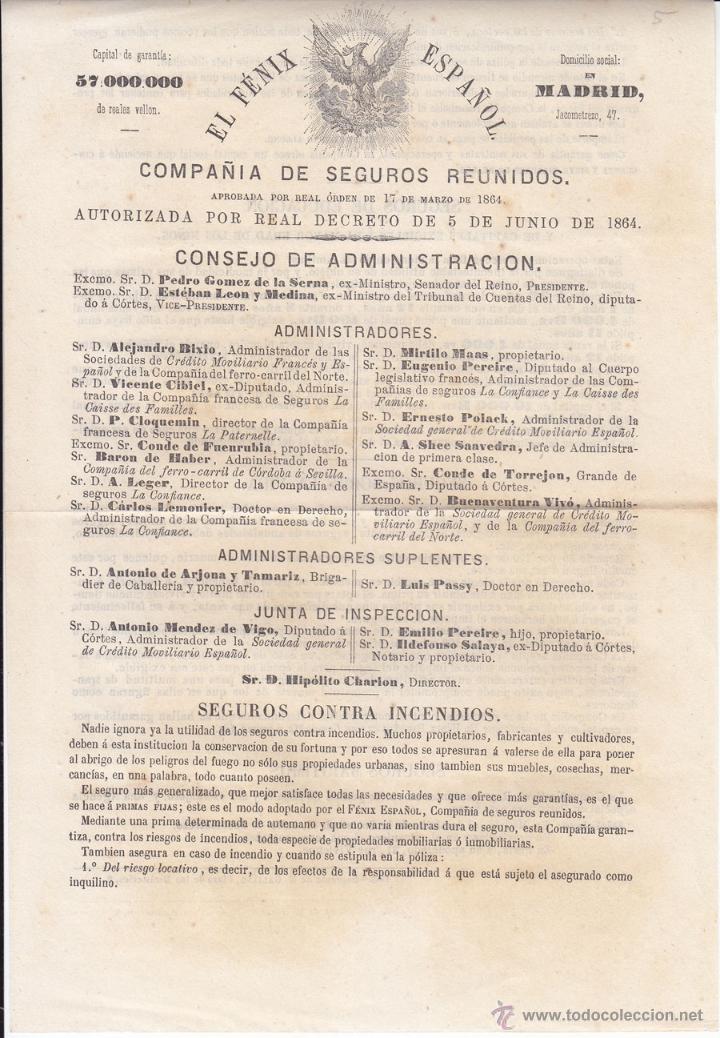 5
Capital de garantía:
57.000.000
de reales vellon.
EL FÉNIX ESPAÑOL.
Domicilio social:
EN
MADRID,
Jacometrezo, 47.
COMPAÑIA DE SEGUROS REUNIDOS.
APROBADA POR REAL ÓRDEN DE 17 DE MARZO DE 1864.
AUTORIZADA POR REAL DECRETO DE 5 DE JUNIO DE 1864.
CONSEJO DE ADMINISTRACION.
Excmo. Sr. D. Pedro Gomez de la Serna, ex-Ministro, Senador del Reino, PRESIDENTE.
Excmo. Sr. D. Estéban Leon y Medina, ex-Ministro del Tribunal de Cuentas del Reino, diputa-
do á Córtes, VICE-PRESIDENTE.
ADMINISTRADORES.
Sr. D. Alejandro Bixio, Administrador de las
Sociedades de Crédito Moviliario Francés y Es-
pañol y de la Compañía del ferro-carril del Norte.
Sr. D. Vicente Cibiel, ex-Diputado, Adminis-
trador de la Compañía francesa de Seguros La
Caisse des Familles.
Sr. D. P. Cloquemin, director de la Compañía
francesa de Seguros La Paternelle.
Excmo. Sr. Conde de Fuenrubia, propietario.
Sr. Baron de Haber, Administrador de la
Compañía del ferro-carril de Córdoba á Sevilla.
Sr. D. A. Leger, Director de la Compañía de
seguros La Confiance.
Sr. D. Cárlos Lemonier, Doctor en Derecho,
Administrador de la Compañía francesa de se-
guros La Confiance.
Sr. D. Mirtilo Maas, propietario.
Sr. D. Eugenio Pereire, Diputado al Cuerpo
legislativo francés, Administrador de las Com-
pañías de seguros La Confiance y La Caisse des
Familles.
Sr. D. Ernesto Polack, Administrador de la
Sociedad general de Crédito Moviliario Español.
Sr. D. A. Shee Saavedra, Jefe de Administra-
cion de primera clase.
Excmo. Sr. Conde de Torrejon, Grande de
España, Diputado á Córtes.
Excmo. Sr. D. Buenaventura Vivó, Adminis-
trador de la Sociedad general de Crédito Mo-
viliario Español, y de la Compañía del ferro-
carril del Norte.
ADMINISTRADORES SUPLENTES.
Sr. D. Antonio de Arjona y Tamariz, Briga-
dier de Caballería y propietario.
Sr. D. Luis Passy, Doctor en Derecho.
JUNTA DE INSPECCION.
Sr. D. Antonio Mendez de Vigo, Diputado á
Córtes, Administrador de la Sociedad general
de Crédito Moviliario Español.
Sr. D. Emilio Pereire, hijo, propietario.
Sr. D. Ildefonso Salaya, ex-Diputado á Córtes,
Notario y propietario.
Sr. D. Hipólito Charlon, DIRECTOR.
SEGUROS CONTRA INCENDIOS.
Nadie ignora ya la utilidad de los seguros contra incendios. Muchos propietarios, fabricantes y cultivadores,
deben á esta institucion la conservacion de su fortuna y por eso todos se apresuran á valerse de ella para poner
al abrigo de los peligros del fuego no sólo sus propiedades urbanas, sino tambien sus muebles, cosechas, mer-
cancías, en una palabra, todo cuanto poseen.
El seguro más generalizado, que mejor satisface todas las necesidades y que ofrece más garantías, es el que
se hace á PRIMAS FIJAS; este es el modo adoptado por el FÉNIX ESPAÑOL, Compañía de seguros reunidos.
Mediante una prima determinada de antemano y que no varía mientras dura el seguro, esta Compañía garan-
tiza, contra los riesgos de incendios, toda especie de propiedades mobiliarias ó inmobiliarias.
Tambien asegura en caso de incendio y cuando se estipula en la póliza:
1.º Del riesgo locativo, es decir, de los efectos de la responsabilidad á que está sujeto el asegurado como
inquilino.
www.todocoleccion.net